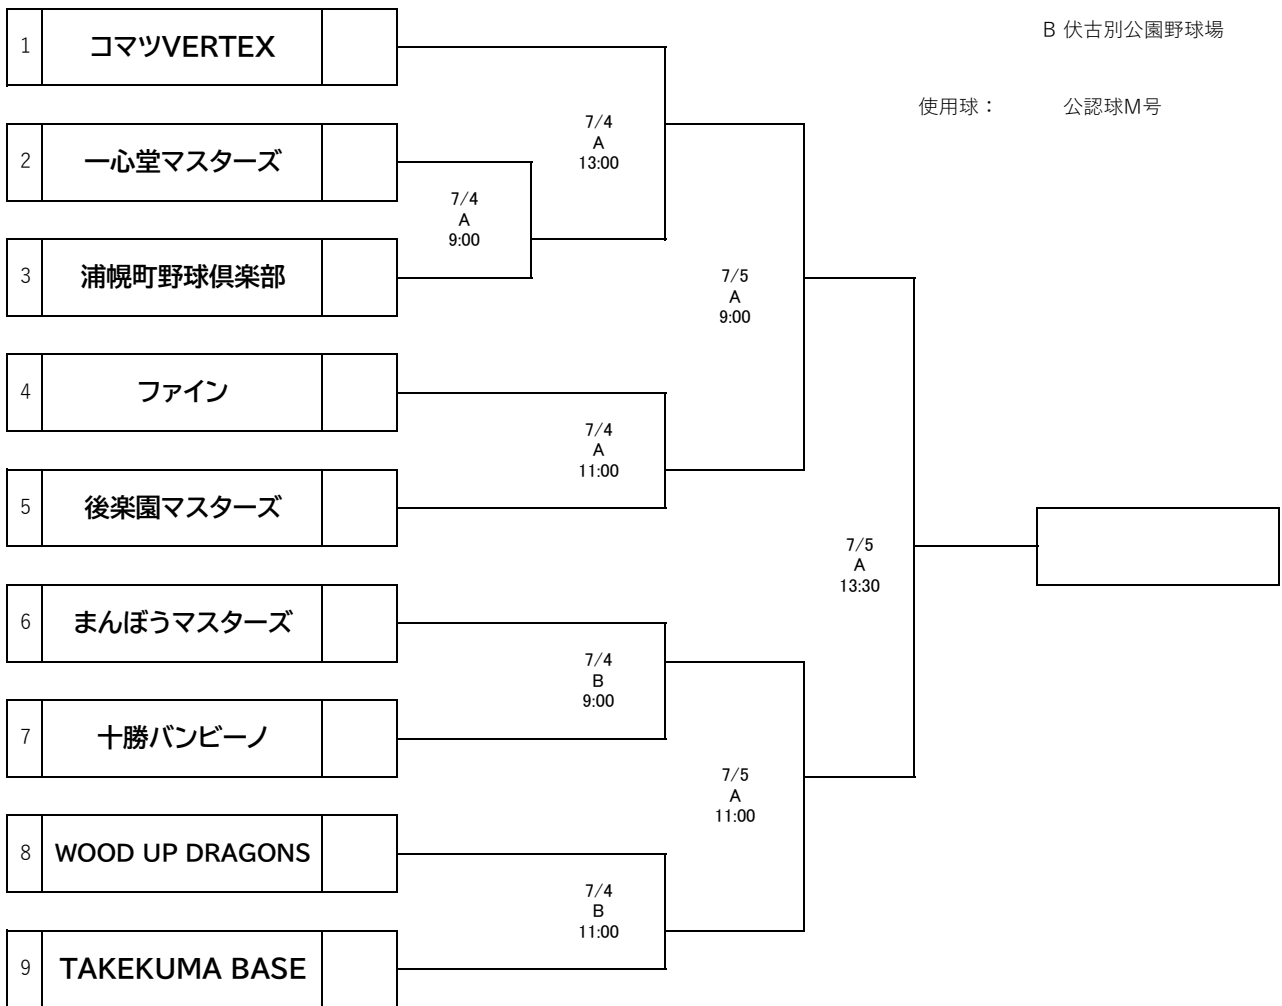 B 伏古別公園野球場
使用球： 公認球M号
1 コマツVERTEX
2 一心堂マスターズ
3 浦幌町野球倶楽部
4 ファイン
5 後楽園マスターズ
6 まんぼうマスターズ
7 十勝バンビーノ
8 WOOD UP DRAGONS
9 TAKEKUMA BASE
7/4
A
9:00
7/4
A
13:00
7/4
A
11:00
7/4
B
9:00
7/4
B
11:00
7/5
A
9:00
7/5
A
11:00
7/5
A
13:30